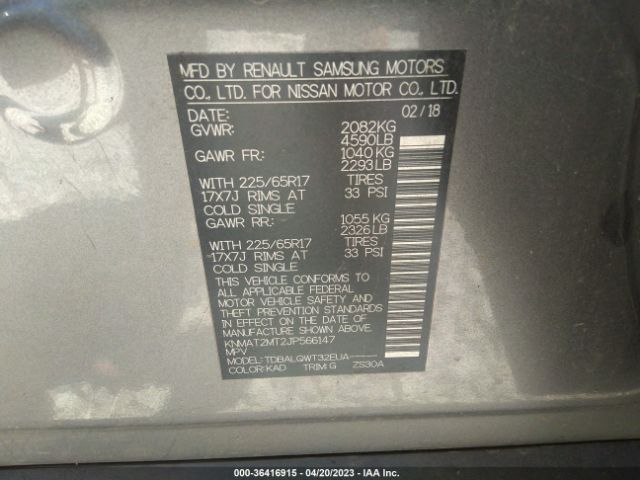 MFD BY RENAULT SAMSUNG MOTORS
CO., LTD. FOR NISSAN MOTOR CO., LTD.
DATE: 02/18
GVWR: 2082KG
4590LB
GAWR FR: 1040 KG
2293LB
WITH 225/65R17 TIRES
17X7J RIMS AT 33 PSI
COLD SINGLE
GAWR RR: 1055 KG
2326LB
WITH 225/65R17 TIRES
17X7J RIMS AT 33 PSI
COLD SINGLE
THIS VEHICLE CONFORMS TO
ALL APPLICABLE FEDERAL
MOTOR VEHICLE SAFETY AND
THEFT PREVENTION STANDARDS
IN EFFECT ON THE DATE OF
MANUFACTURE SHOWN ABOVE.
KNMAT2MT2JP566147
MPV
MODEL: TDBALQWT32EUA-----
COLOR:KAD TRIM:G ZS30A
000-36416915 - 04/20/2023 - IAA Inc.